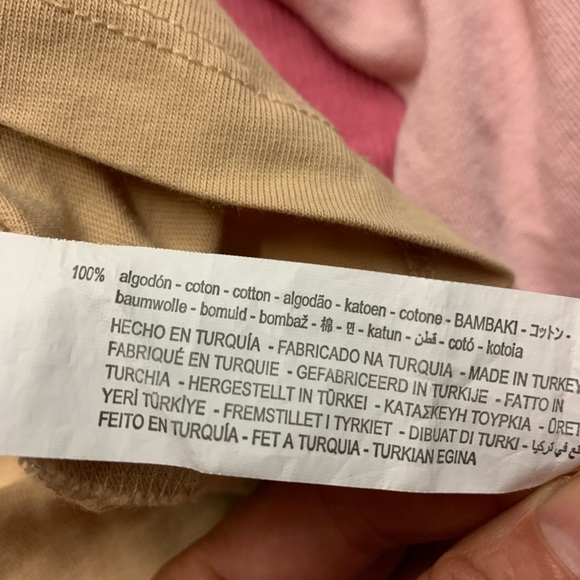 100% algodón - coton - cotton - algodão - katoen - cotone - BAMBAKI - コットン -
baumwolle - bomuld - bombaž - 棉 - 면 - katun - قطن - cotó - kotoia
HECHO EN TURQUÍA - FABRICADO NA TURQUIA - MADE IN TURKEY
FABRIQUÉ EN TURQUIE - GEFABRICEERD IN TURKIJE - FATTO IN
TURCHIA - HERGESTELLT IN TÜRKEI - ΚΑΤΑΣΚΕΥΗ ΤΟΥΡΚΙΑ - ÜRET
YERİ TÜRKİYE - FREMSTILLET I TYRKIET - DIBUAT DI TURKI - في تركيا
FEITO EN TURQUÍA - FET A TURQUIA - TURKIAN EGINA